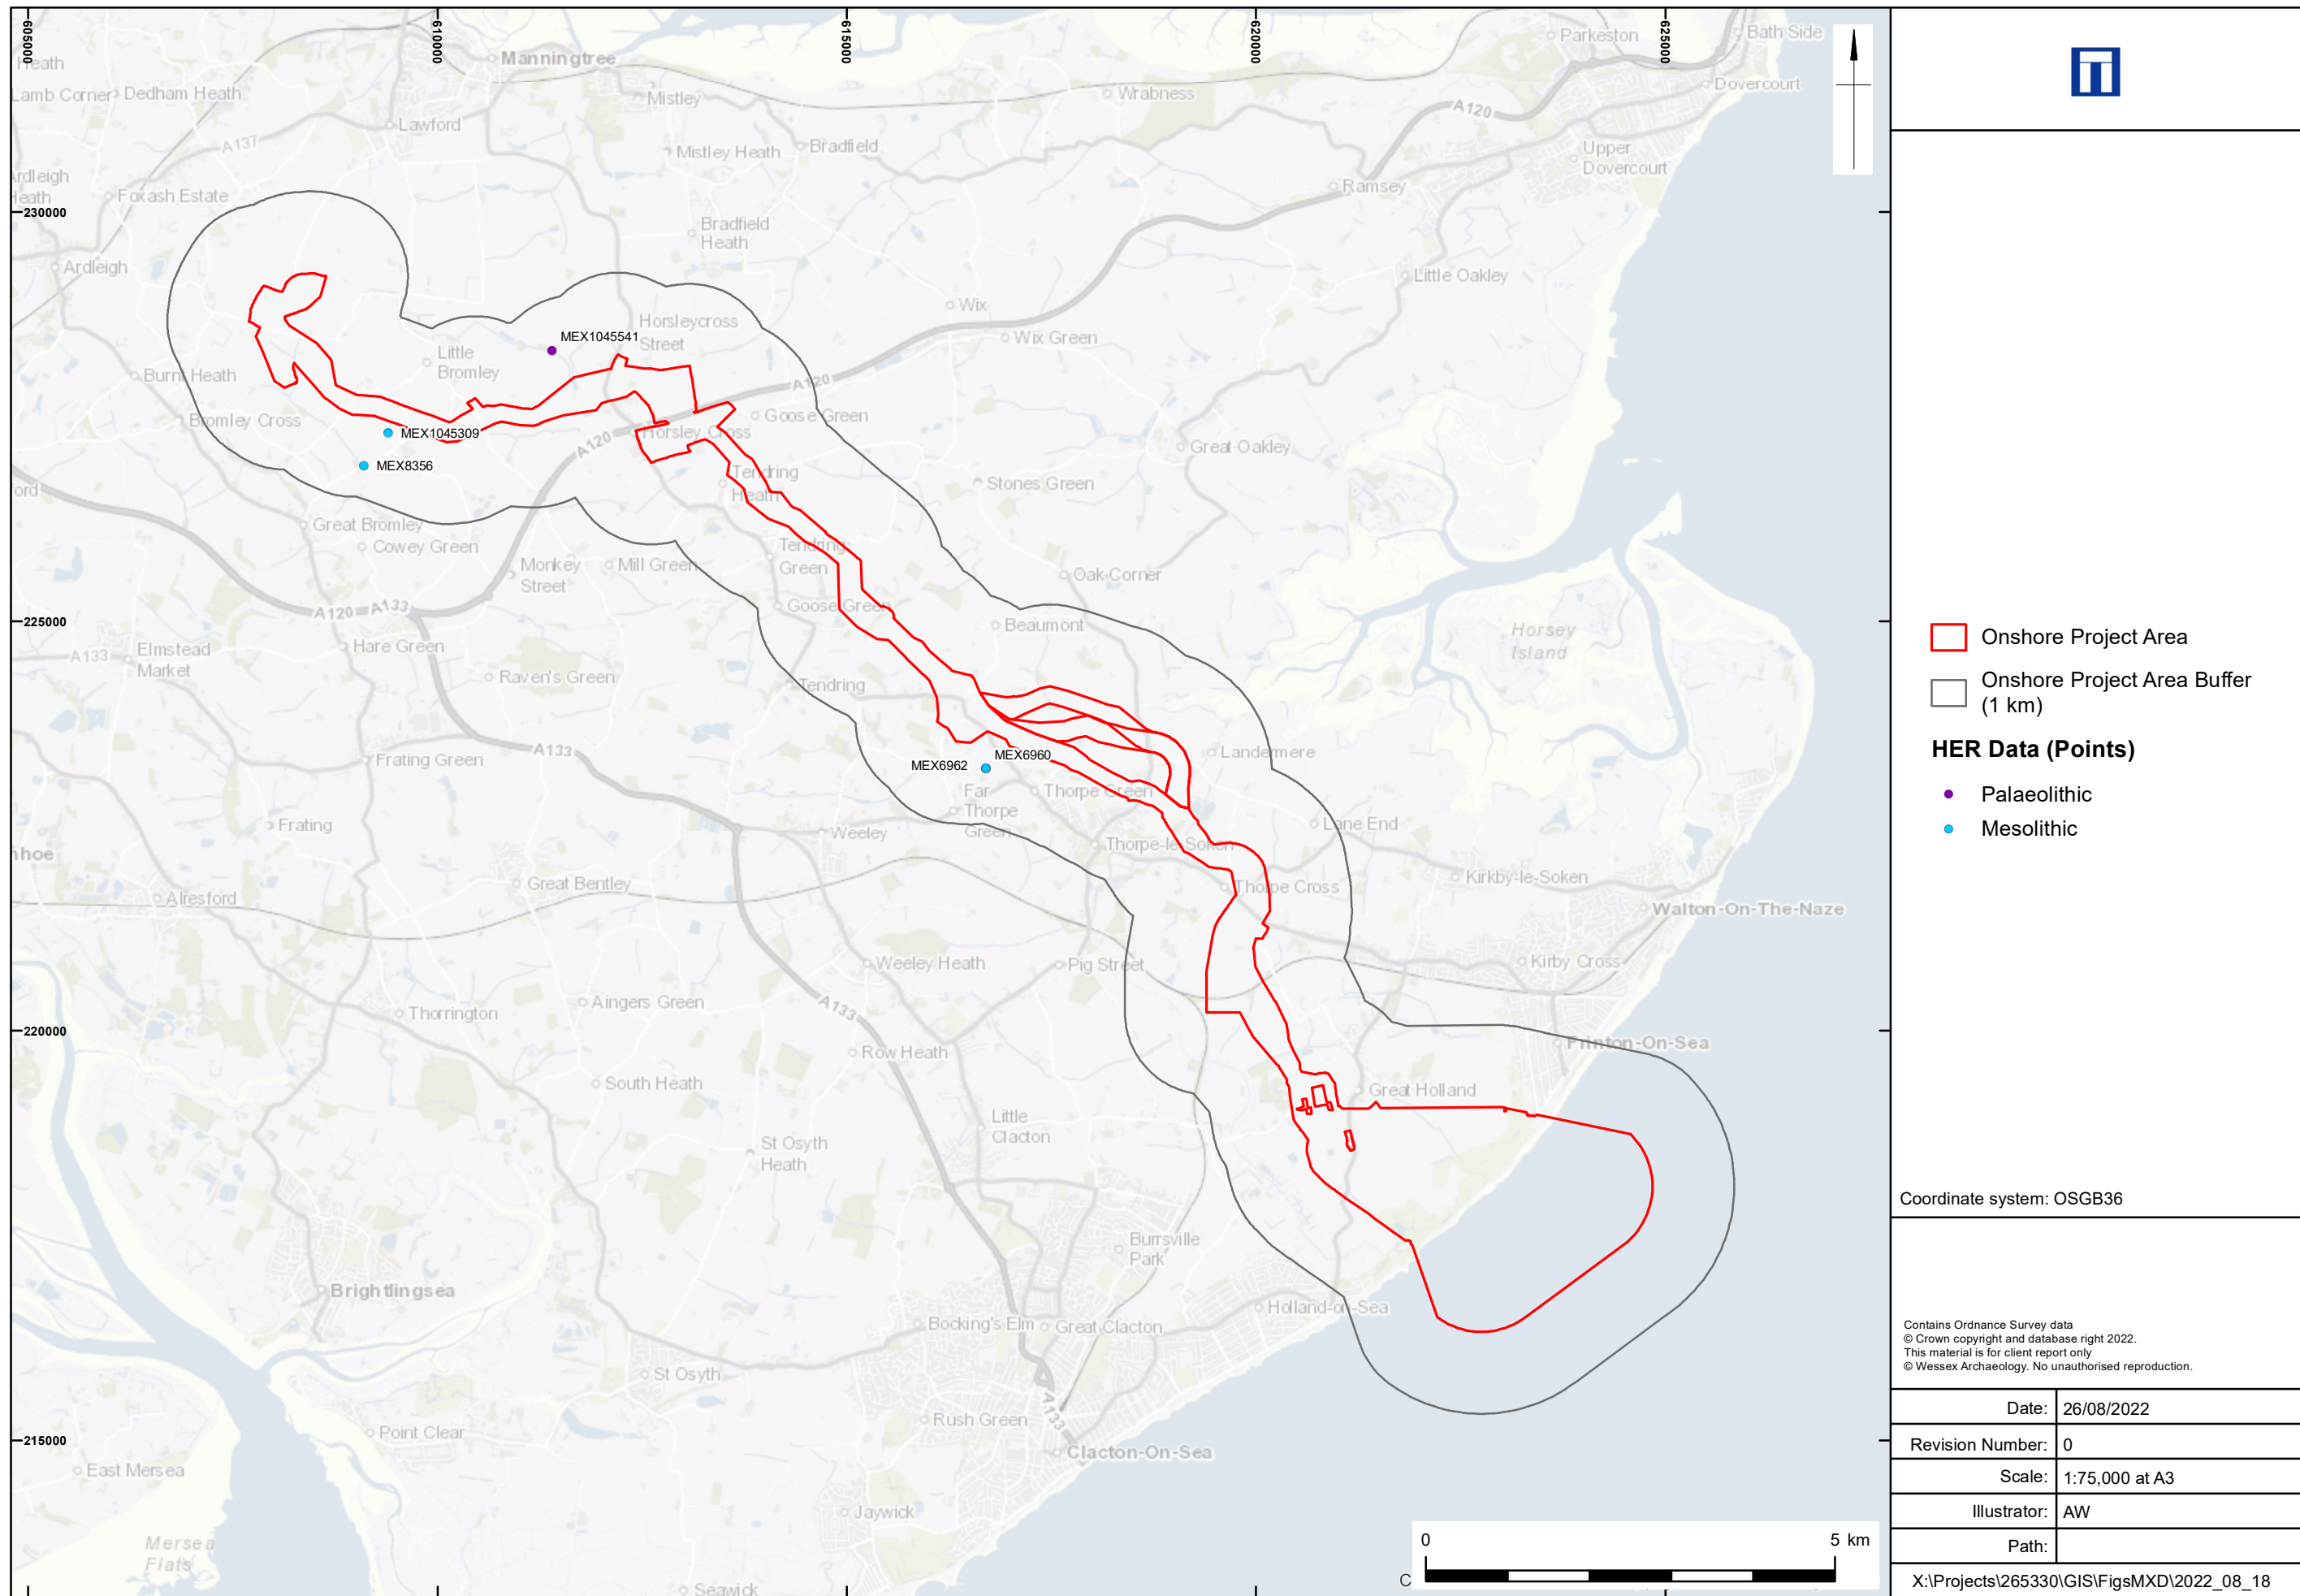 605000
610000
615000
620000
625000
Heath
Manningtree
Parkeston
Bath Side
Lamb Corner
Dedham Heath
Mistley
Wrabness
Dovercourt
Lawford
A120
A137
Mistley Heath
Bradfield
Upper
Dovercourt
Ardleigh
Heath
Foxash Estate
Ramsey
230000
Bradfield
Heath
Ardleigh
Little Oakley
Wix
Horsleycross
Street
MEX1045541
Wix Green
Little
Bromley
Burnt Heath
A120
Bromley Cross
Goose Green
MEX1045309
Horsley Cross
A120
Great Oakley
MEX8356
Tendring
Heath
Stones Green
ford
Great Bromley
Cowey Green
Tendring
Green
Monkey
Street
Mill Green
Oak Corner
A120
A133
Goose Green
225000
Beaumont
Horsey
Island
Hare Green
Elmstead
Market
A133
Raven's Green
Tendring
A133
Landermere
Frating Green
MEX6962
MEX6960
Far
Thorpe
Green
Thorpe Green
Frating
Weeley
Lane End
nhoe
Thorpe-le-Soken
Great Bentley
Thorpe Cross
Kirkby-le-Soken
Alresford
Walton-On-The-Naze
Weeley Heath
Pig Street
Kirby Cross
Aingers Green
A133
Thorrington
220000
Row Heath
Frinton-On-Sea
South Heath
Great Holland
Little
Clacton
St Osyth
Heath
Burrsville
Park
Brightlingsea
Holland-on-Sea
Bocking's Elm
Great Clacton
St Osyth
Rush Green
A133
Point Clear
215000
Clacton-On-Sea
East Mersea
Jaywick
Mersea
Flats
Seawick
0
5 km
C
Onshore Project Area
Onshore Project Area Buffer
(1 km)
HER Data (Points)
Palaeolithic
Mesolithic
Coordinate system: OSGB36
Contains Ordnance Survey data
© Crown copyright and database right 2022.
This material is for client report only
© Wessex Archaeology. No unauthorised reproduction.
Date: 26/08/2022
Revision Number: 0
Scale: 1:75,000 at A3
Illustrator: AW
Path:
X:\Projects\265330\GIS\FigsMXD\2022_08_18